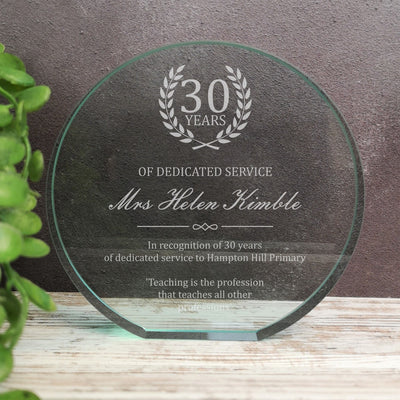 30
YEARS
OF DEDICATED SERVICE
Mrs Helen Kimble
In recognition of 30 years
of dedicated service to Hampton Hill Primary
'Teaching is the profession
that teaches all other
professions'